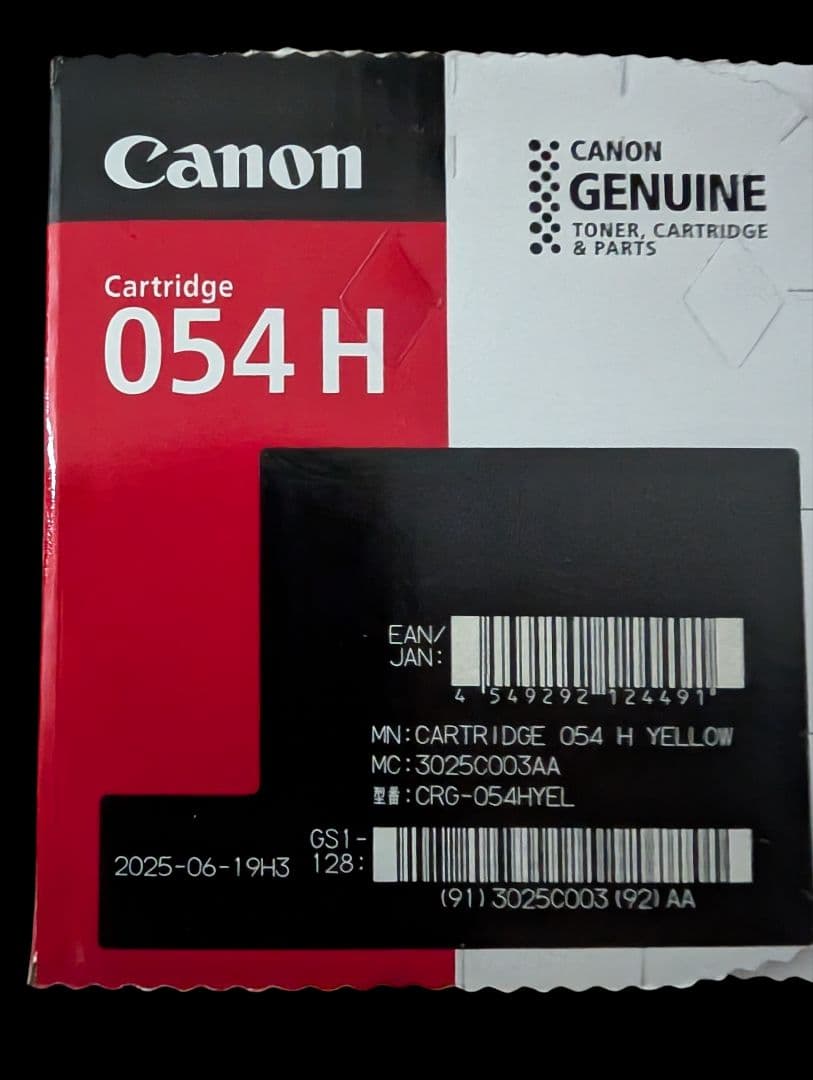 Canon
CANON
GENUINE
TONER, CARTRIDGE
& PARTS
Cartridge
054 H
EAN/
JAN:
4 549292 124491
MN:CARTRIDGE 054 H YELLOW
MC:3025C003AA
型番:CRG-054HYEL
GS1-
128:
2025-06-19H3
(91)3025C003(92)AA